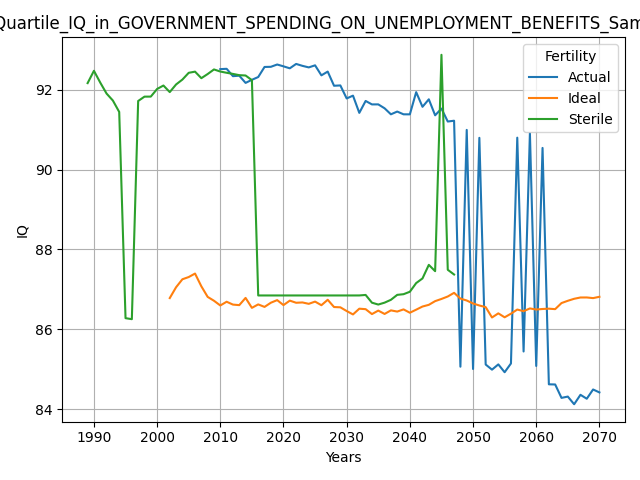 Quartile_IQ_in_GOVERNMENT_SPENDING_ON_UNEMPLOYMENT_BENEFITS_Sam
Fertility
Actual
Ideal
Sterile
IQ
92
90
88
86
84
1990 2000 2010 2020 2030 2040 2050 2060 2070
Years